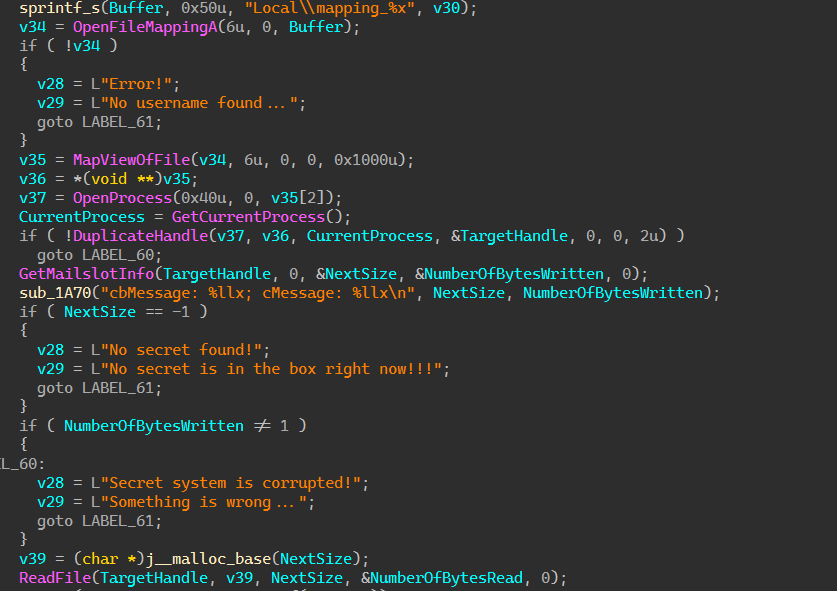 sprintf_s(Buffer, 0x50u, "Local\\mapping_%x", v30);
v34 = OpenFileMappingA(6u, 0, Buffer);
if ( !v34 )
{
v28 = L"Error!";
v29 = L"No username found...";
goto LABEL_61;
}
v35 = MapViewOfFile(v34, 6u, 0, 0, 0x1000u);
v36 = *(void **)v35;
v37 = OpenProcess(0x40u, 0, v35[2]);
CurrentProcess = GetCurrentProcess();
if ( !DuplicateHandle(v37, v36, CurrentProcess, &TargetHandle, 0, 0, 2u) )
goto LABEL_60;
GetMailslotInfo(TargetHandle, 0, &NextSize, &NumberOfBytesWritten, 0);
sub_1A70("cbMessage: %llx; cMessage: %llx\n", NextSize, NumberOfBytesWritten);
if ( NextSize == -1 )
{
v28 = L"No secret found!";
v29 = L"No secret is in the box right now!!!";
goto LABEL_61;
}
if ( NumberOfBytesWritten != 1 )
{
EL_60:
v28 = L"Secret system is corrupted!";
v29 = L"Something is wrong...";
goto LABEL_61;
}
v39 = (char *)j__malloc_base(NextSize);
ReadFile(TargetHandle, v39, NextSize, &NumberOfBytesRead, 0);